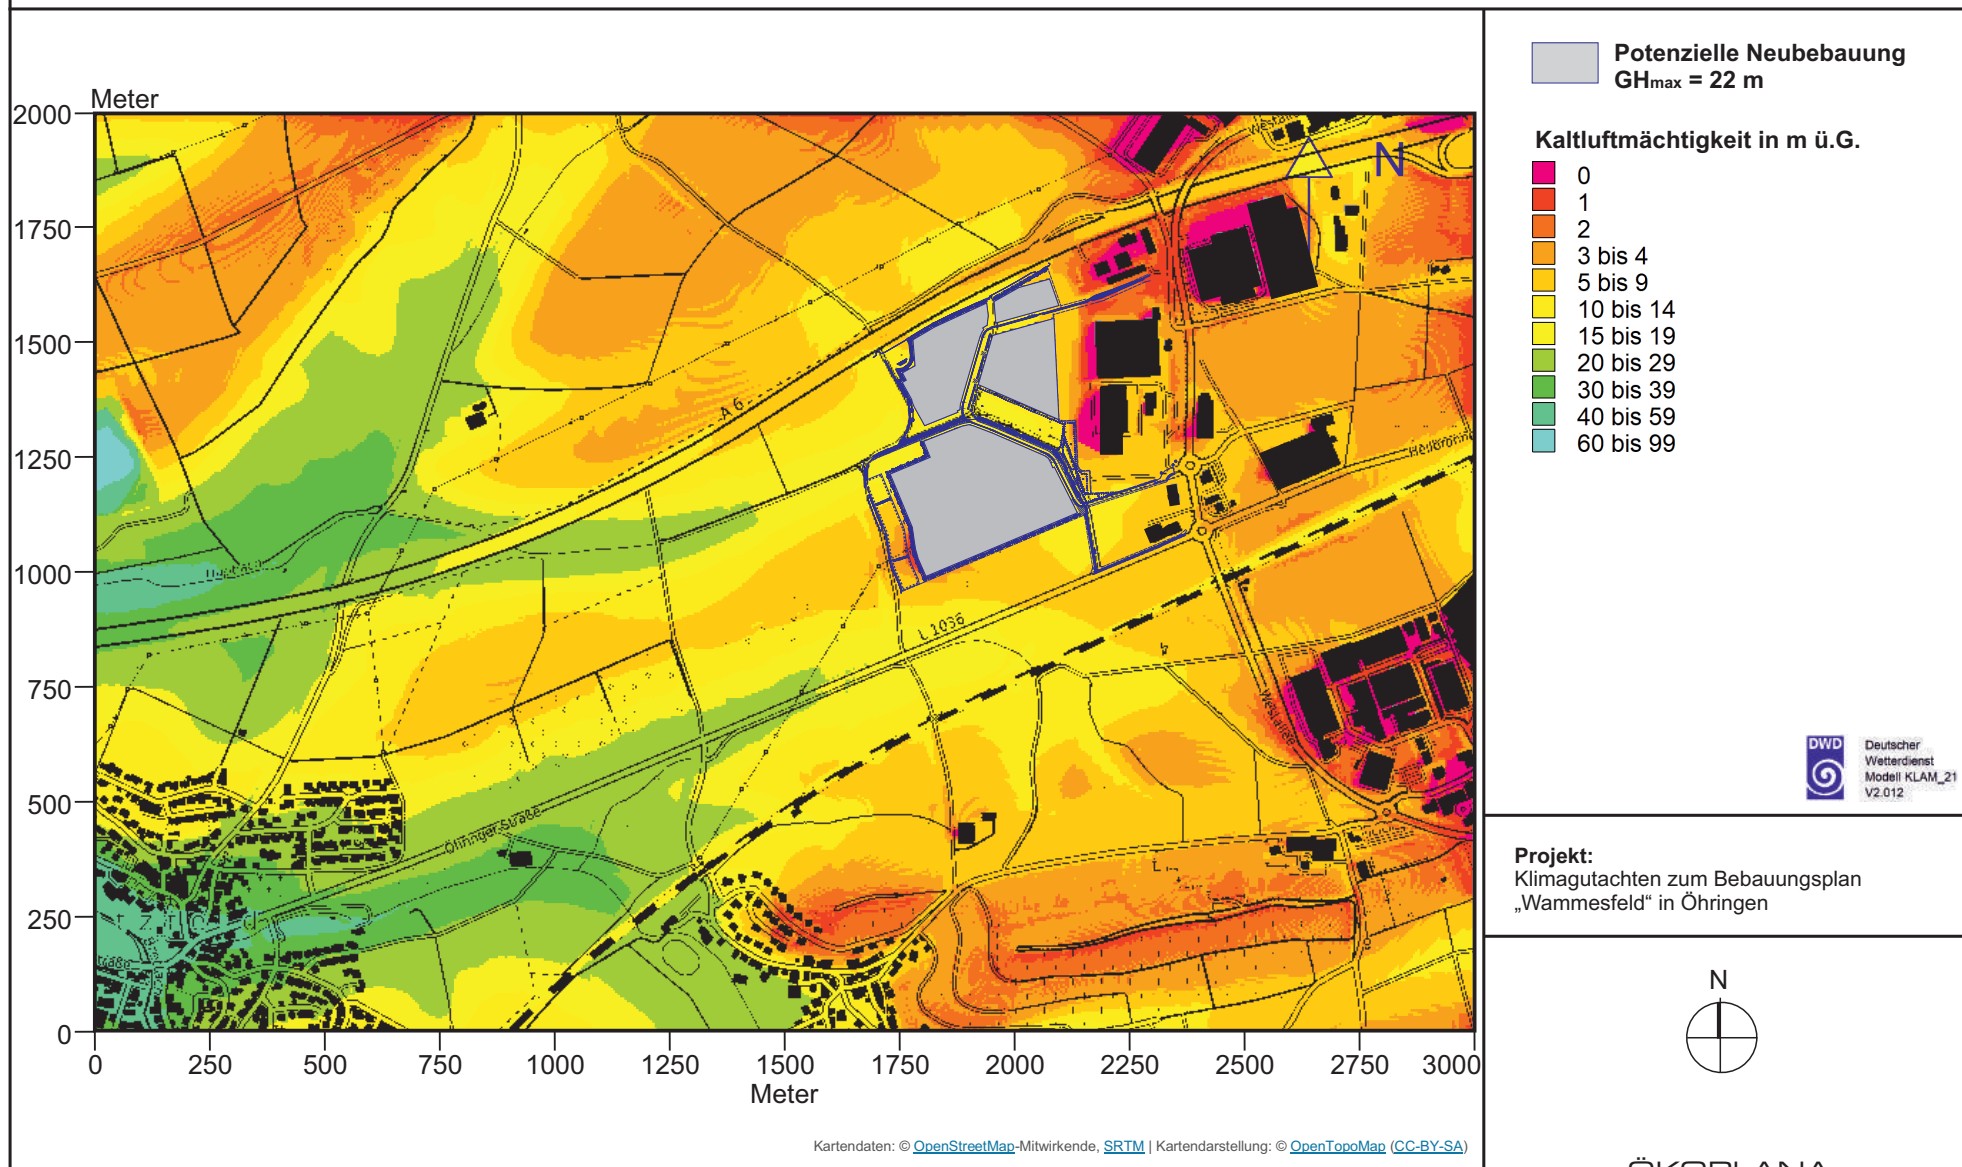 Meter
2000
1750
1500
1250
1000
750
500
250
0
0
250
500
750
1000
1250
1500
1750
2000
2250
2500
2750
3000
Meter
A 6
L 1036
Öhringer Straße
Westallee
N
Kartendaten: © OpenStreetMap-Mitwirkende, SRTM | Kartendarstellung: © OpenTopoMap (CC-BY-SA)
Potenzielle Neubebauung
GHmax = 22 m
Kaltluftmächtigkeit in m ü.G.
0
1
2
3 bis 4
5 bis 9
10 bis 14
15 bis 19
20 bis 29
30 bis 39
40 bis 59
60 bis 99
DWD
Deutscher
Wetterdienst
Modell KLAM_21
V2.012
Projekt:
Klimagutachten zum Bebauungsplan
„Wammesfeld“ in Öhringen
N
ÖKOPLANA